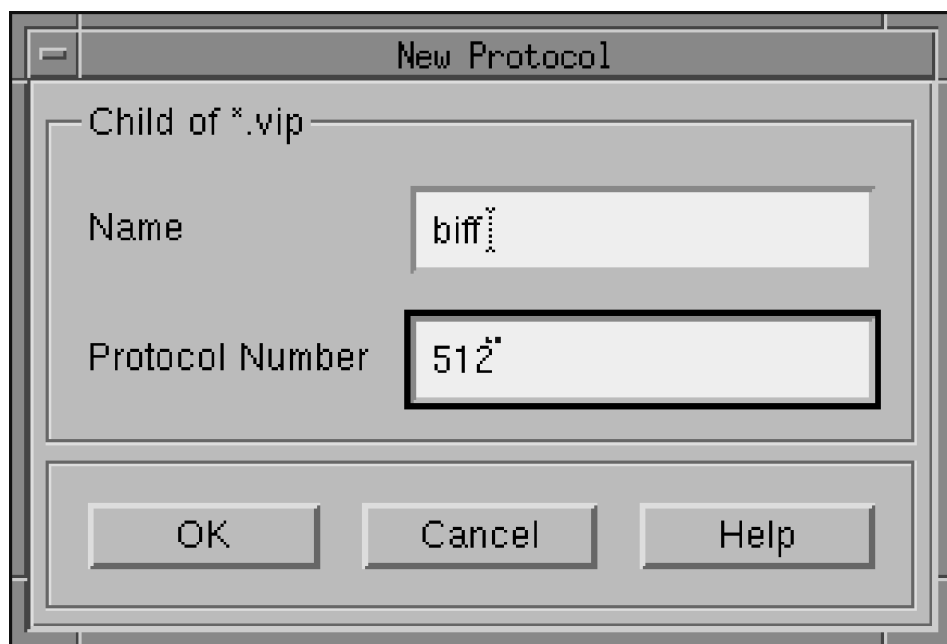 New Protocol
Child of *.vip
Name
biff
Protocol Number
512
OK Cancel Help